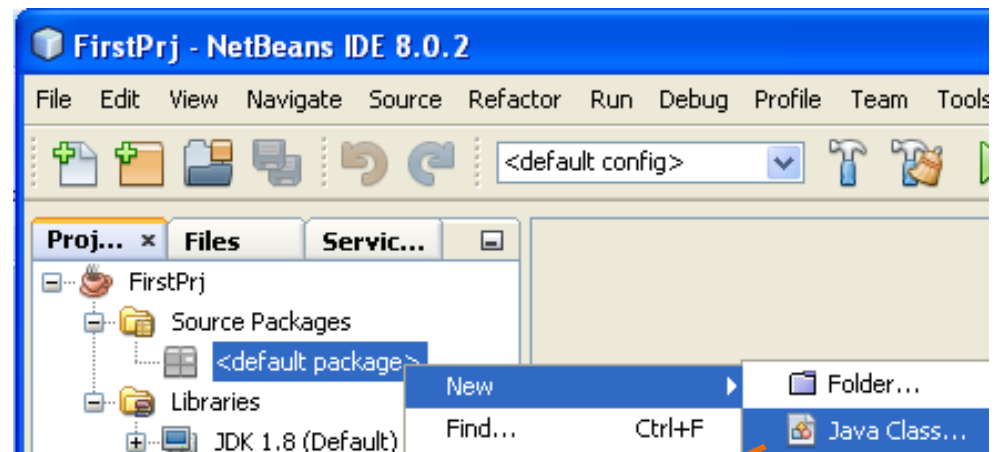 FirstPrj - NetBeans IDE 8.0.2
File Edit View Navigate Source Refactor Run Debug Profile Team Tools
<default config>
Proj... × Files Servic...
FirstPrj
Source Packages
<default package>
New Folder...
Libraries
Find... Ctrl+F Java Class...
JDK 1.8 (Default)